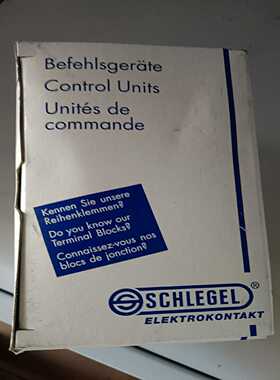 Befehlsgeräte
Control Units
Unités de
commande
Kennen Sie unsere
Reihenklemmen?
Do you know our
Terminal Blocks?
Connaissez-vous nos
blocs de jonction?
SCHLEGEL®
ELEKTROKONTAKT